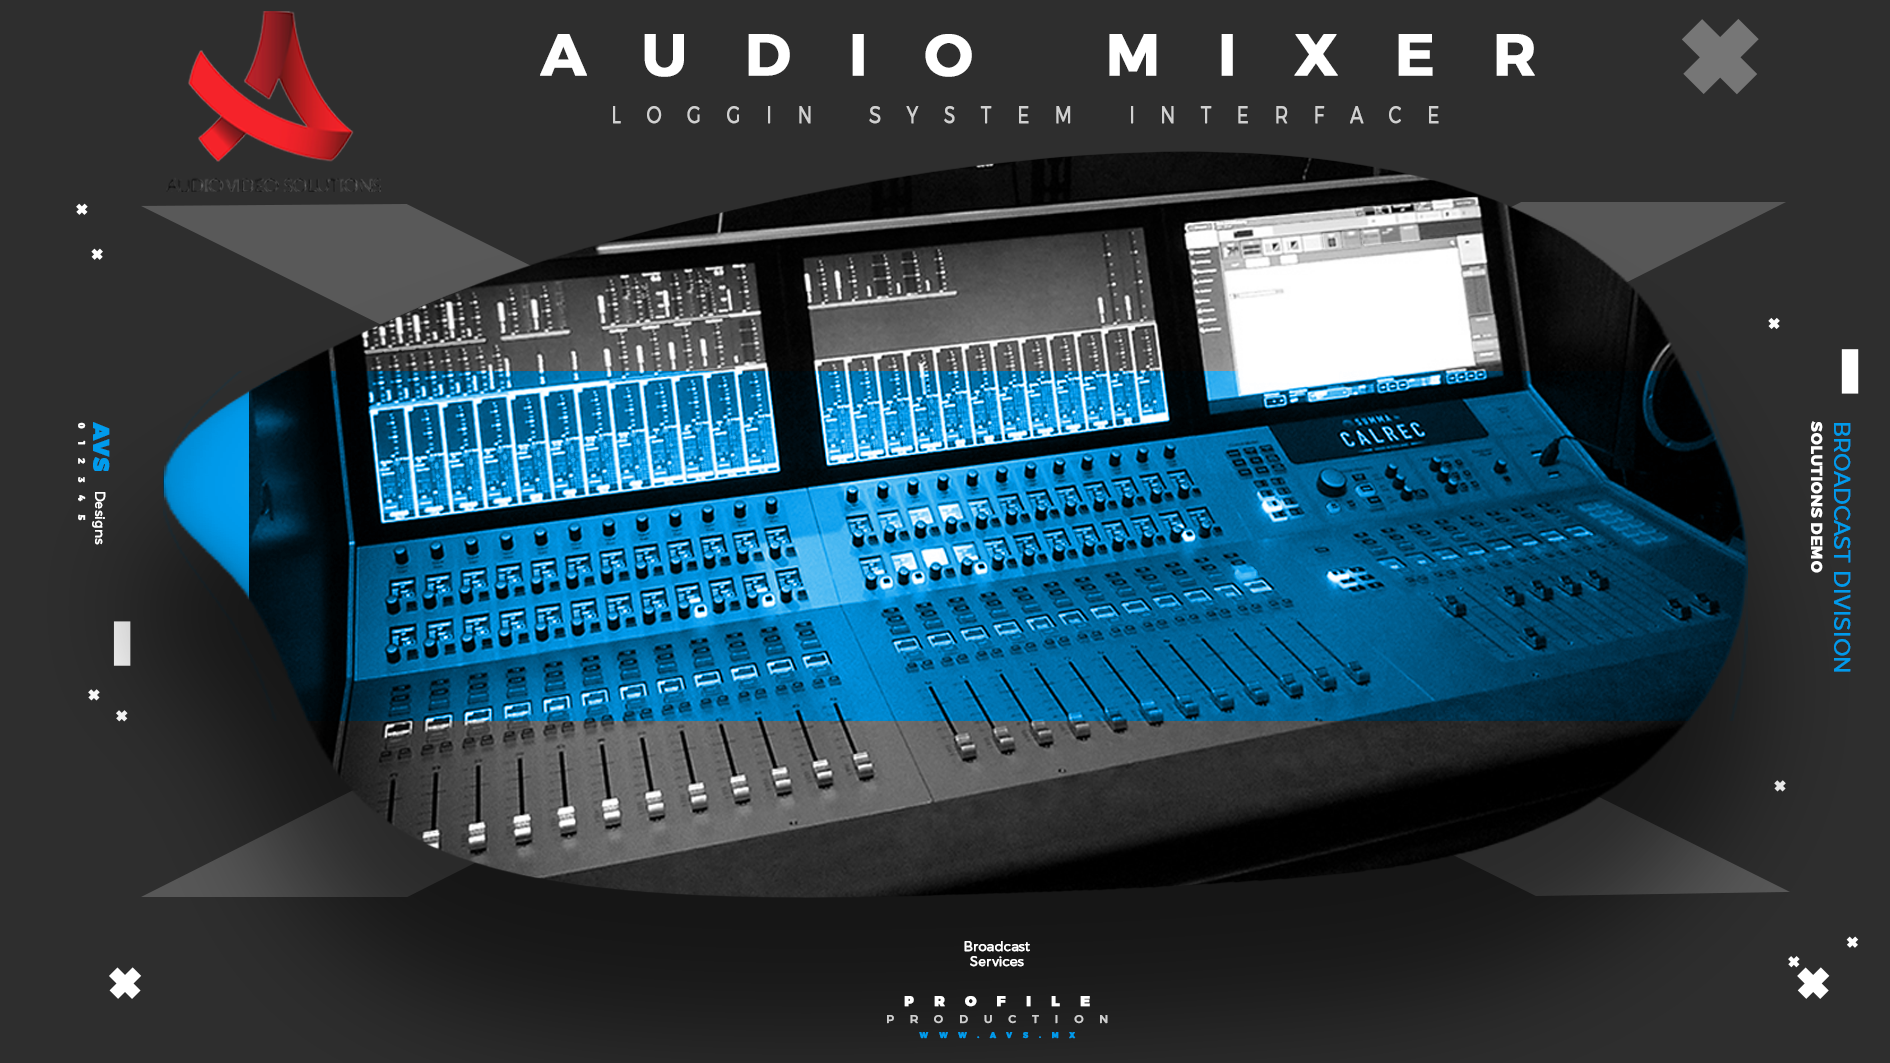 AUDIO MIXER
LOGGIN SYSTEM INTERFACE
AUDIO VIDEO SOLUTIONS
SUMMA
CALREC
AVS Designs
0 1 2 3 4 5
BROADCAST DIVISION
SOLUTIONS DEMO
Broadcast
Services
PROFILE
PRODUCTION
WWW.AVS.MX